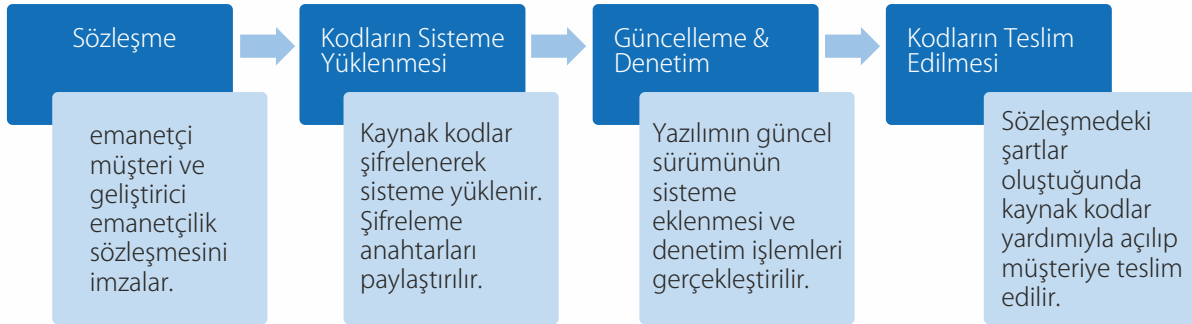 Sözleşme
emanetçi
müşteri ve
geliştirici
emanetçilik
sözleşmesini
imzalar.
Kodların Sisteme
Yüklenmesi
Kaynak kodlar
şifrelenerek
sisteme yüklenir.
Şifreleme
anahtarları
paylaştırılır.
Güncelleme &
Denetim
Yazılımın güncel
sürümünün
sisteme
eklenmesi ve
denetim işlemleri
gerçekleştirilir.
Kodların Teslim
Edilmesi
Sözleşmedeki
şartlar
oluştuğunda
kaynak kodlar
yardımıyla açılıp
müşteriye teslim
edilir.